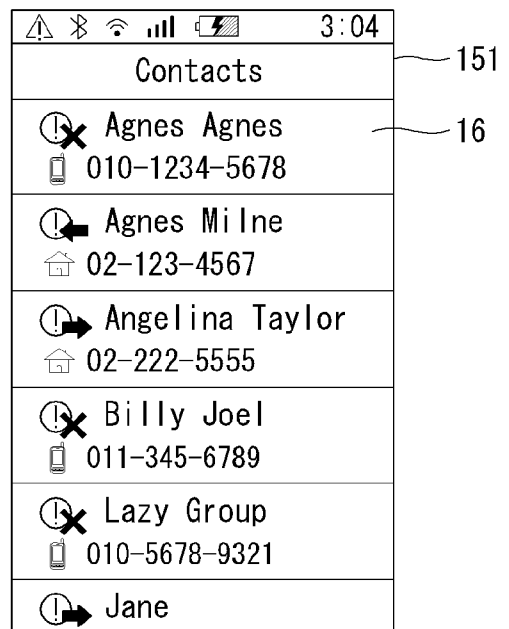 3:04
Contacts
151
Agnes Agnes
16
010-1234-5678
Agnes Milne
02-123-4567
Angelina Taylor
02-222-5555
Billy Joel
011-345-6789
Lazy Group
010-5678-9321
Jane